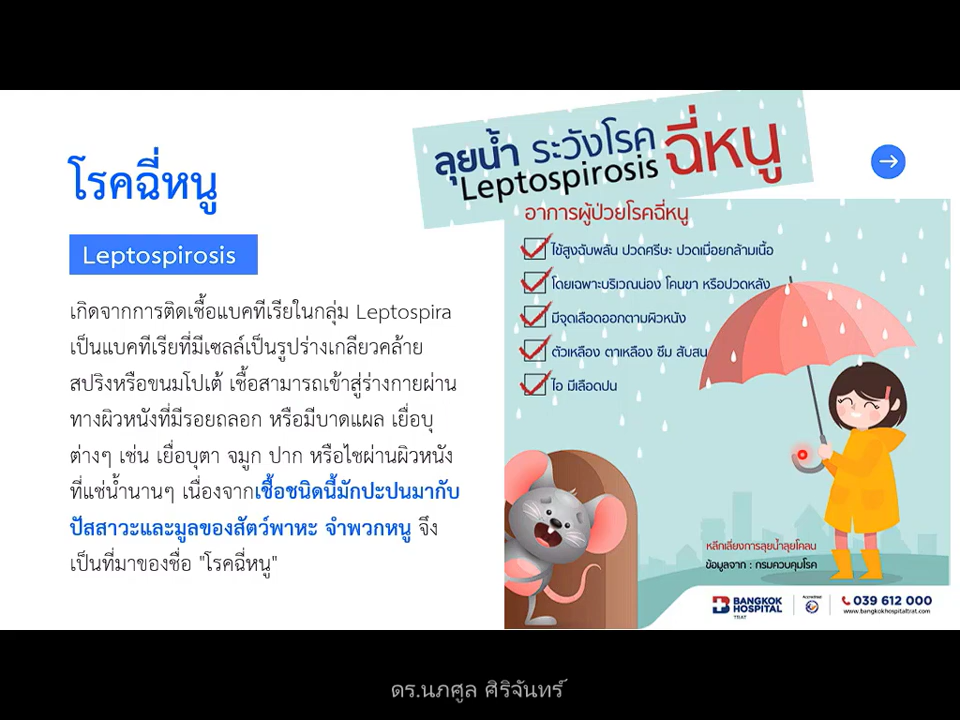 โรคฉี่หนู
Leptospirosis
เกิดจากการติดเชื้อแบคทีเรียในกลุ่ม Leptospira
เป็นแบคทีเรียที่มีเซลล์เป็นรูปร่างเกลียวคล้าย
สปริงหรือขนมโปเต้ เชื้อสามารถเข้าสู่ร่างกายผ่าน
ทางผิวหนังที่มีรอยถลอก หรือมีบาดแผล เยื่อบุ
ต่างๆ เช่น เยื่อบุตา จมูก ปาก หรือไชผ่านผิวหนัง
ที่แช่น้ำนานๆ เนื่องจากเชื้อชนิดนี้มักปะปนมากับ
ปัสสาวะและมูลของสัตว์พาหะ จำพวกหนู จึง
เป็นที่มาของชื่อ "โรคฉี่หนู"
ลุยน้ำ ระวังโรค ฉี่หนู
Leptospirosis
อาการผู้ป่วยโรคฉี่หนู
ไข้สูงฉับพลัน ปวดศรีษะ ปวดเมื่อยกล้ามเนื้อ
โดยเฉพาะบริเวณน่อง โคนขา หรือปวดหลัง
มีจุดเลือดออกตามผิวหนัง
ตัวเหลือง ตาเหลือง ซึม สับสน
ไอ มีเลือดปน
หลีกเลี่ยงการลุยน้ำลุยโคลน
ข้อมูลจาก : กรมควบคุมโรค
BANGKOK
HOSPITAL
TRAT
Accredited
039 612 000
www.bangkokhospitaltrat.com
ดร.นภศูล ศิริจันทร์